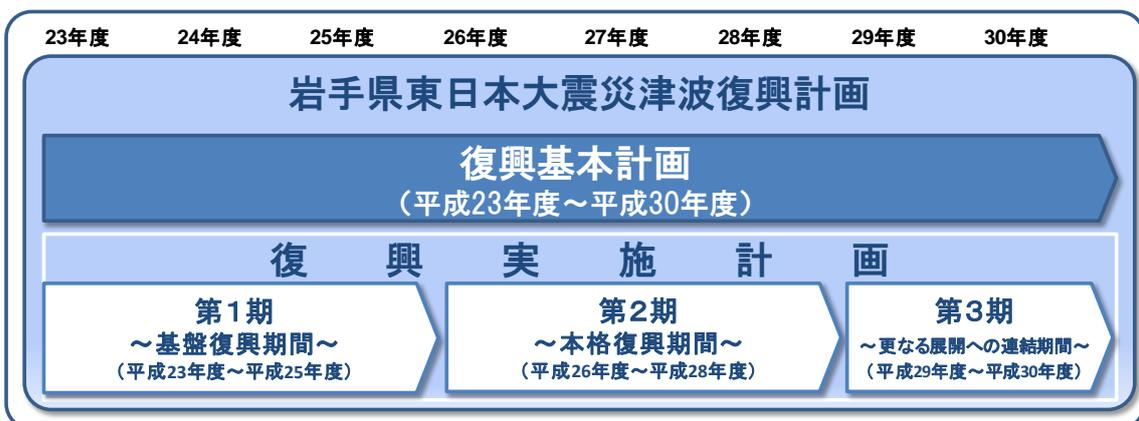 23年度 24年度 25年度 26年度 27年度 28年度 29年度 30年度
岩手県東日本大震災津波復興計画
復興基本計画
（平成23年度～平成30年度）
復興実施計画
第１期
～基盤復興期間～
（平成23年度～平成25年度）
第２期
～本格復興期間～
（平成26年度～平成28年度）
第３期
～更なる展開への連結期間～
（平成29年度～平成30年度）